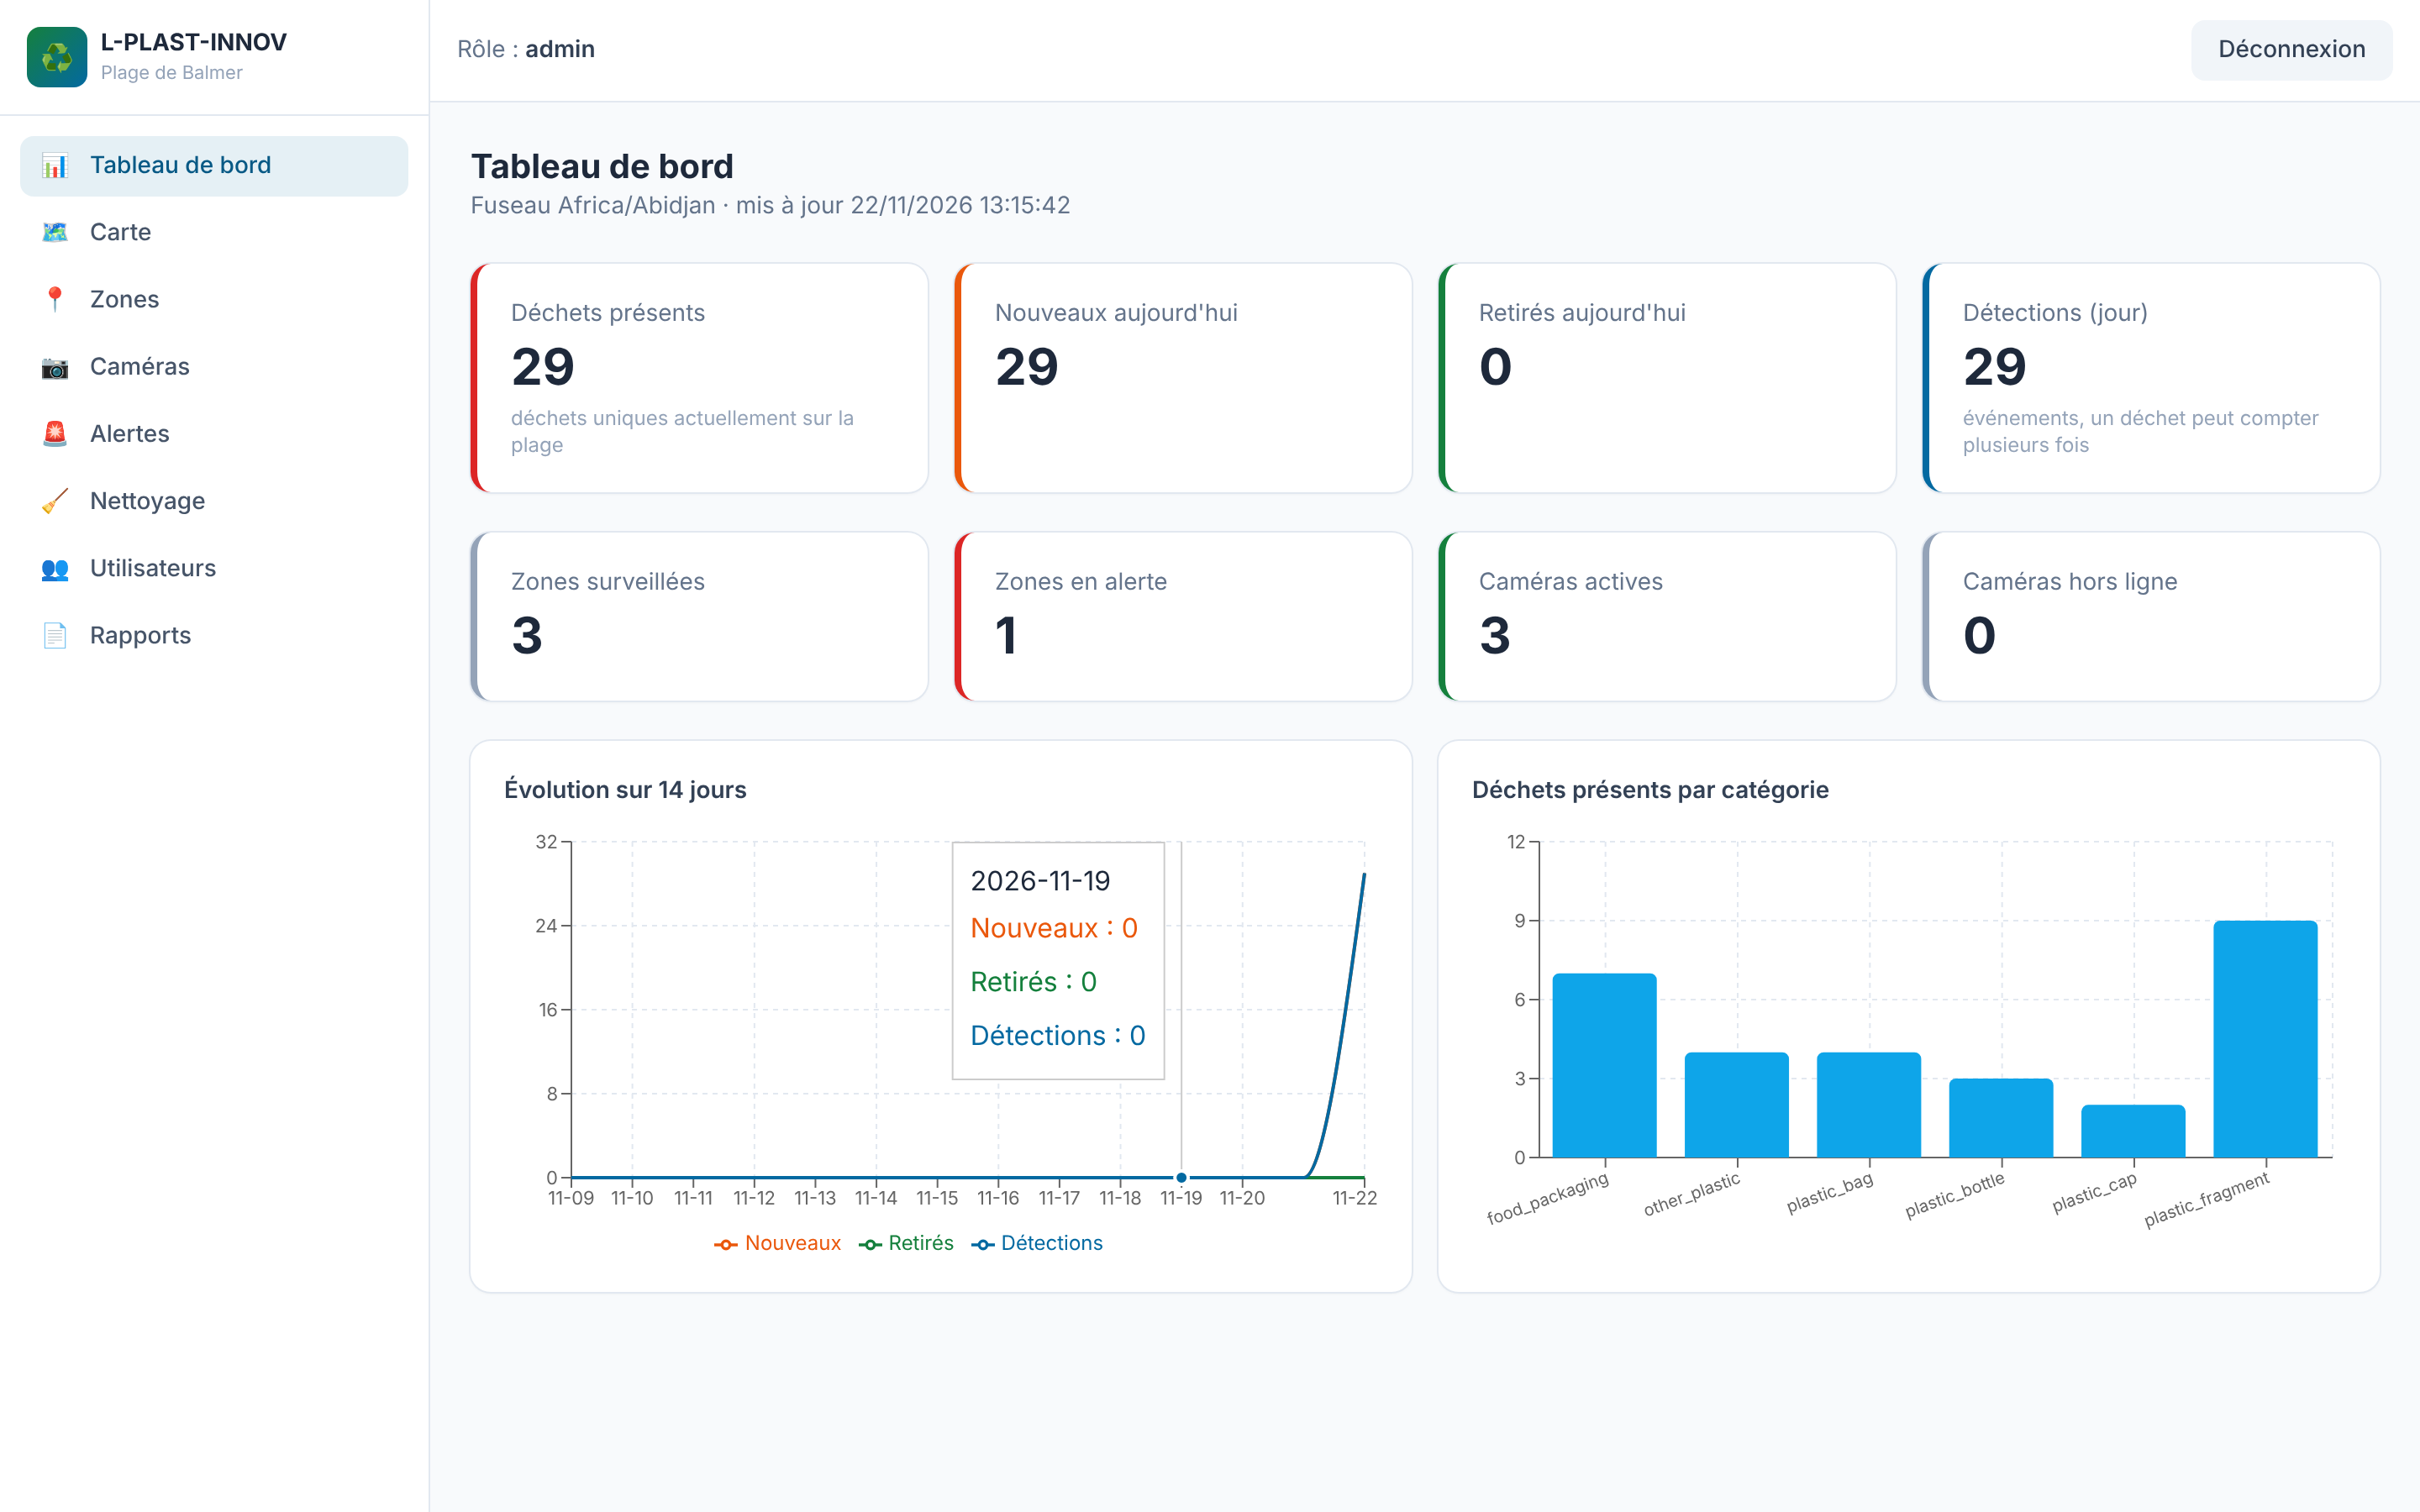 L-PLAST-INNOV
Plage de Balmer
Rôle : admin
Déconnexion
Tableau de bord
Carte
Zones
Caméras
Alertes
Nettoyage
Utilisateurs
Rapports
Tableau de bord
Fuseau Africa/Abidjan · mis à jour 22/11/2026 13:15:42
Déchets présents
29
déchets uniques actuellement sur la
plage
Nouveaux aujourd'hui
29
Retirés aujourd'hui
0
Détections (jour)
29
événements, un déchet peut compter
plusieurs fois
Zones surveillées
3
Zones en alerte
1
Caméras actives
3
Caméras hors ligne
0
Évolution sur 14 jours
32
24
16
8
0
11-09 11-10 11-11 11-12 11-13 11-14 11-15 11-16 11-17 11-18 11-19 11-20 11-22
2026-11-19
Nouveaux : 0
Retirés : 0
Détections : 0
Nouveaux Retirés Détections
Déchets présents par catégorie
12
9
6
3
0
food_packaging other_plastic plastic_bag plastic_bottle plastic_cap plastic_fragment